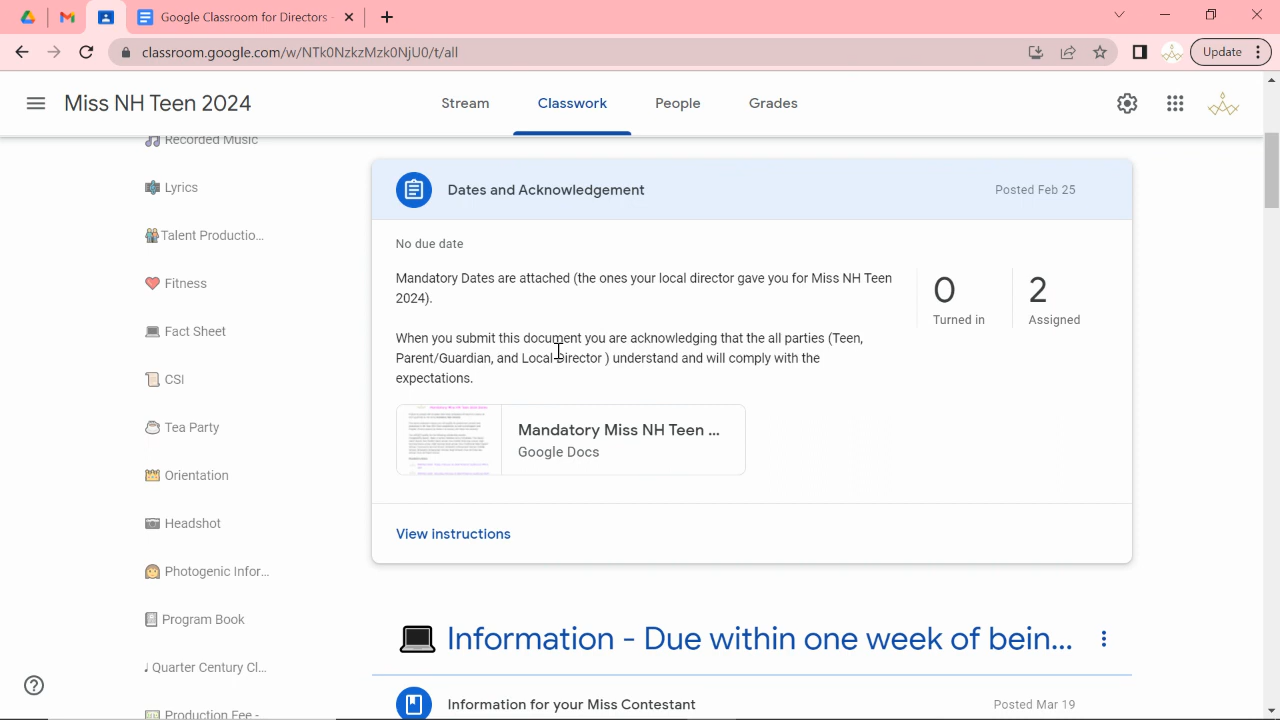 Google Classroom for Directors
classroom.google.com/w/NTk0NzkzMzk0NjU0/t/all
Update
Miss NH Teen 2024
Stream
Classwork
People
Grades
Recorded Music
Lyrics
Talent Productio...
Fitness
Fact Sheet
CSI
Tea Party
Orientation
Headshot
Photogenic Infor...
Program Book
Quarter Century Cl...
Production Fee -
Dates and Acknowledgement
Posted Feb 25
No due date
Mandatory Dates are attached (the ones your local director gave you for Miss NH Teen
2024).
When you submit this document you are acknowledging that the all parties (Teen,
Parent/Guardian, and Local Director ) understand and will comply with the
expectations.
0
Turned in
2
Assigned
Mandatory Miss NH Teen ...
Google Docs
View instructions
Information - Due within one week of bein...
Information for your Miss Contestant
Posted Mar 19